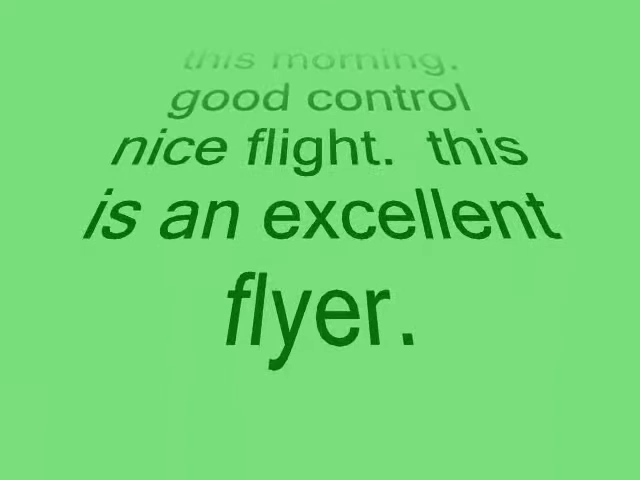 this morning.
good control
nice flight.  this
is an excellent
flyer.